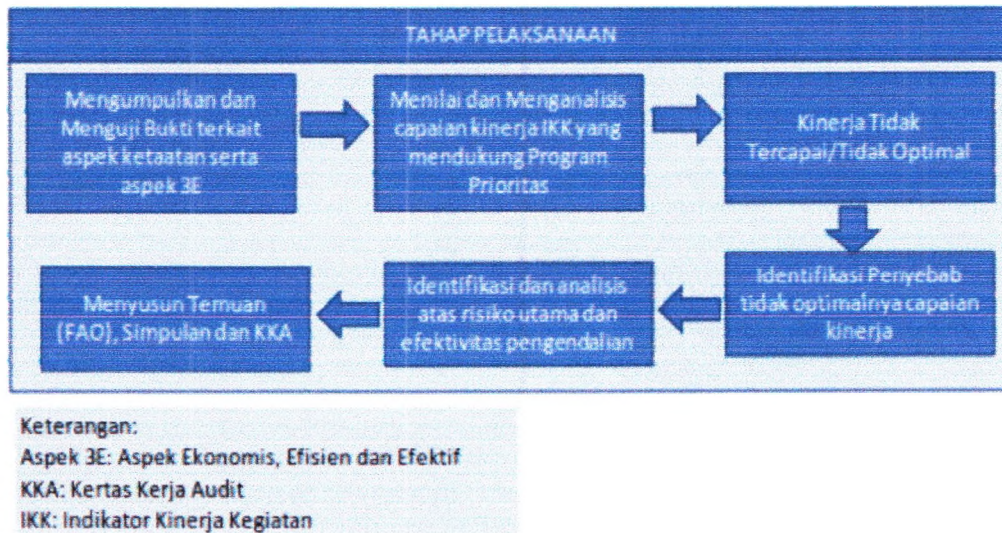 TAHAP PELAKSANAAN
Mengumpulkan dan
Menguji Bukti terkait
aspek ketaatan serta
aspek 3E
Menilai dan Menganalisis
capaian kinerja IKK yang
mendukung Program
Prioritas
Kinerja Tidak
Tercapai/Tidak Optimal
Identifikasi Penyebab
tidak optimalnya capaian
kinerja
Identifikasi dan analisis
atas risiko utama dan
efektivitas pengendalian
Menyusun Temuan
(FAO), Simpulan dan KKA
Keterangan:
Aspek 3E: Aspek Ekonomis, Efisien dan Efektif
KKA: Kertas Kerja Audit
IKK: Indikator Kinerja Kegiatan